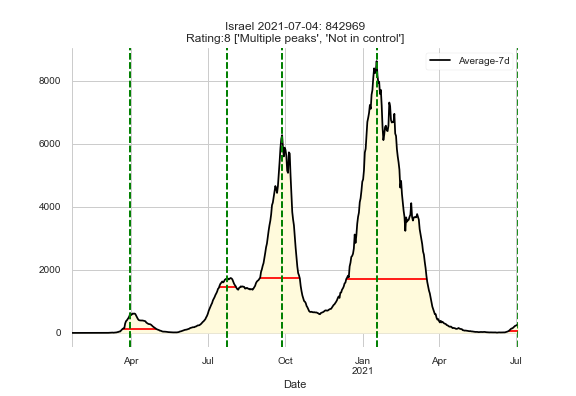 Israel 2021-07-04: 842969
Rating:8 ['Multiple peaks', 'Not in control']
Average-7d
8000
6000
4000
2000
0
Apr
Jul
Oct
Jan
2021
Apr
Jul
Date